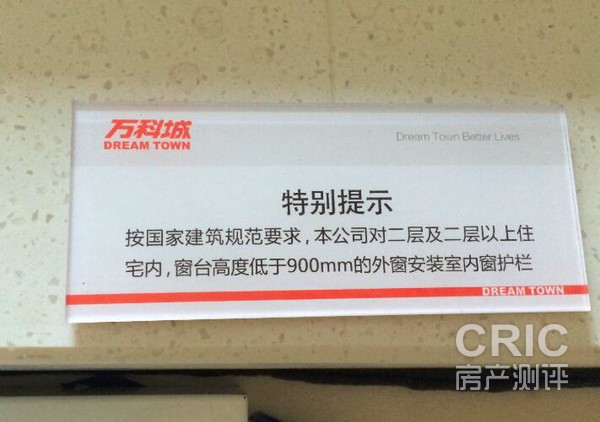 万科城
DREAM TOWN
Dream Town Better Lives
特别提示
按国家建筑规范要求,本公司对二层及二层以上住
宅内,窗台高度低于900mm的外窗安装室内窗护栏
DREAM TOWN
CRIC
房产测评